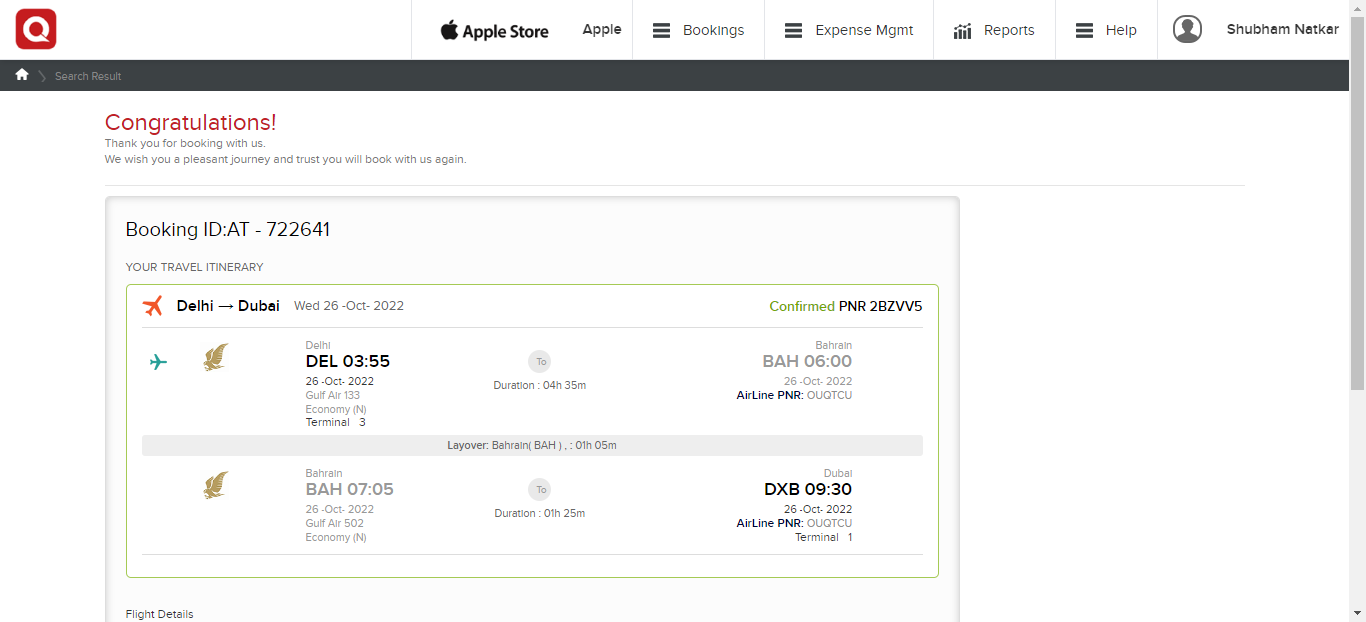 Q
Apple Store
Apple
Bookings
Expense Mgmt
Reports
Help
Shubham Natkar
Search Result
Congratulations!
Thank you for booking with us.
We wish you a pleasant journey and trust you will book with us again.
Booking ID:AT - 722641
YOUR TRAVEL ITINERARY
Delhi → Dubai Wed 26 -Oct- 2022 Confirmed PNR 2BZVV5
Delhi
DEL 03:55
26 -Oct- 2022
Gulf Air 133
Economy (N)
Terminal 3
To
Duration : 04h 35m
Bahrain
BAH 06:00
26 -Oct- 2022
AirLine PNR: OUQTCU
Layover: Bahrain( BAH ) , : 01h 05m
Bahrain
BAH 07:05
26 -Oct- 2022
Gulf Air 502
Economy (N)
To
Duration : 01h 25m
Dubai
DXB 09:30
26 -Oct- 2022
AirLine PNR: OUQTCU
Terminal 1
Flight Details